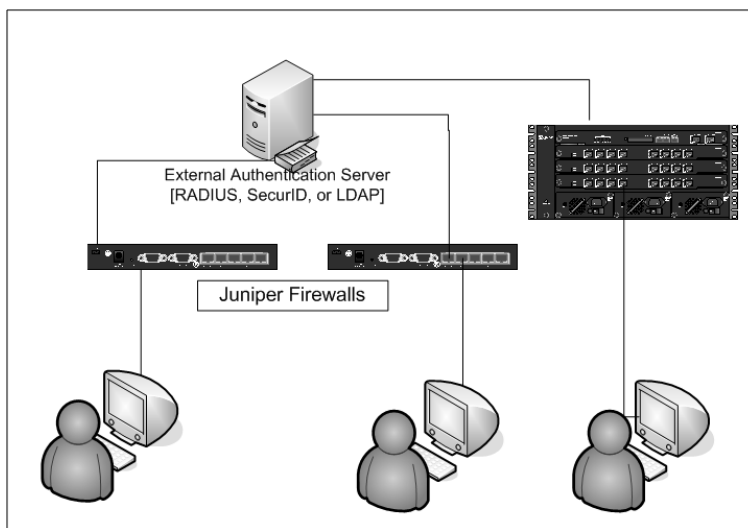 External Authentication Server
[RADIUS, SecurID, or LDAP]
Juniper Firewalls